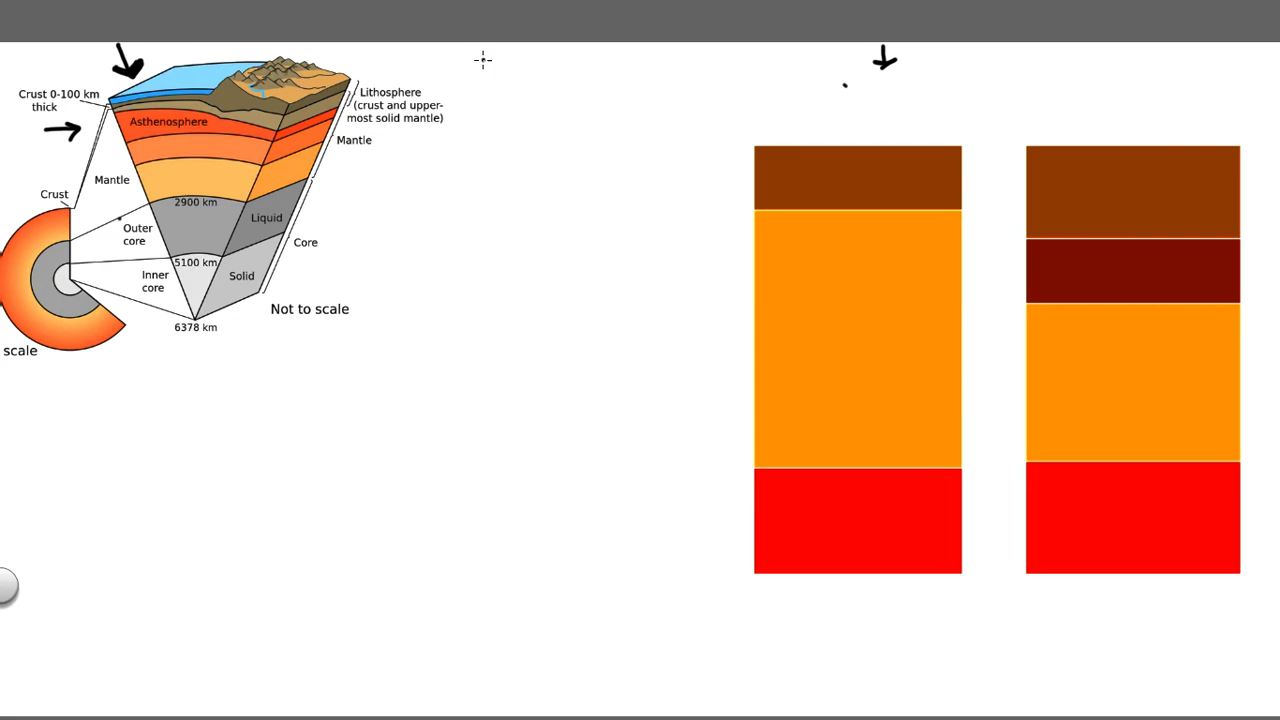 Crust 0-100 km
thick
Asthenosphere
Lithosphere
(crust and upper-
most solid mantle)
Mantle
Mantle
Crust
2900 km
Liquid
Outer
core
Core
5100 km
Inner
core
Solid
Not to scale
6378 km
scale